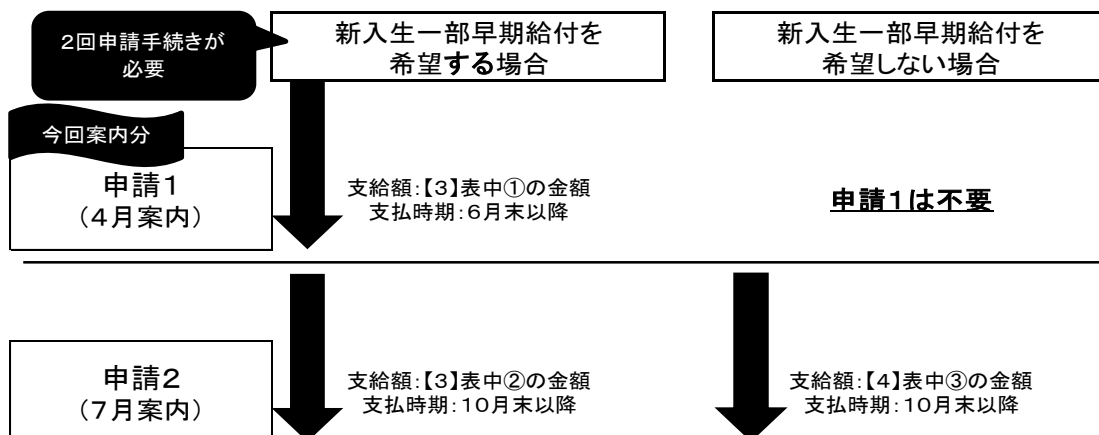 2回申請手続きが
必要
新入生一部早期給付を
希望する場合
新入生一部早期給付を
希望しない場合
今回案内分
申請1
(4月案内)
支給額:【3】表中①の金額
支払時期:6月末以降
申請1は不要
申請2
(7月案内)
支給額:【3】表中②の金額
支払時期:10月末以降
支給額:【4】表中③の金額
支払時期:10月末以降